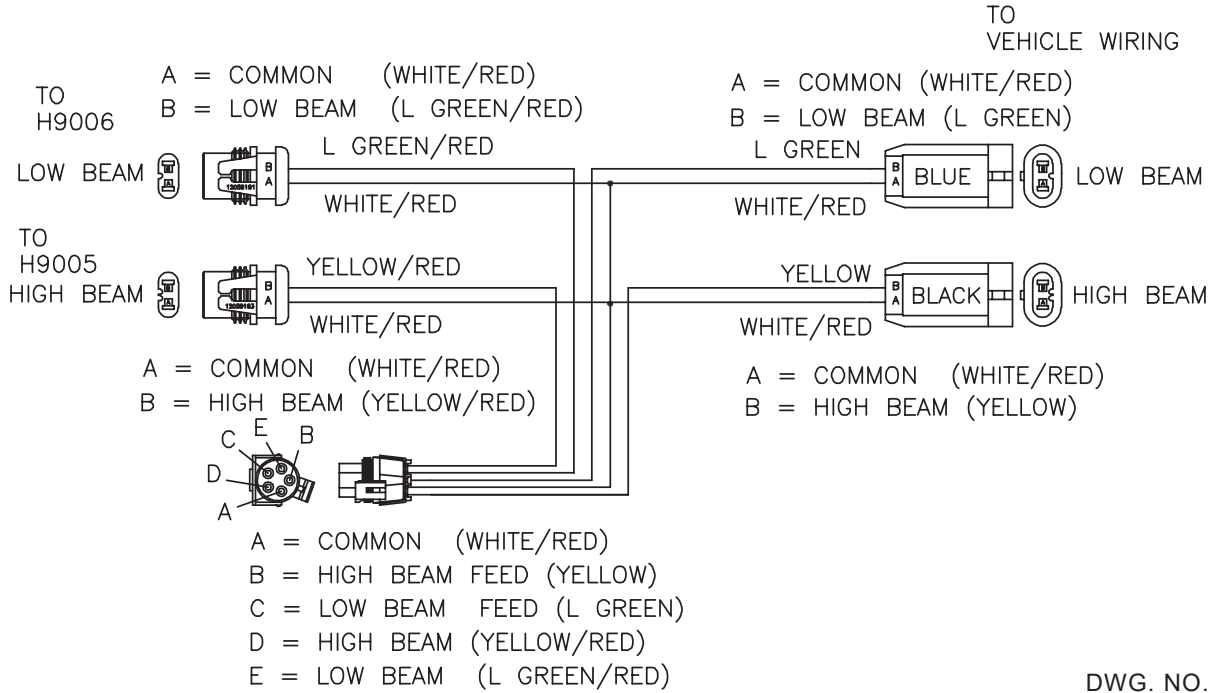 TO
VEHICLE WIRING
A = COMMON (WHITE/RED)
B = LOW BEAM (L GREEN/RED)
TO
H9006
LOW BEAM
B
A
L GREEN/RED
WHITE/RED
A = COMMON (WHITE/RED)
B = LOW BEAM (L GREEN)
L GREEN
WHITE/RED
B
A
BLUE
LOW BEAM
TO
H9005
HIGH BEAM
B
A
YELLOW/RED
WHITE/RED
YELLOW
WHITE/RED
B
A
BLACK
HIGH BEAM
A = COMMON (WHITE/RED)
B = HIGH BEAM (YELLOW/RED)
A = COMMON (WHITE/RED)
B = HIGH BEAM (YELLOW)
E
B
C
D
A
A = COMMON (WHITE/RED)
B = HIGH BEAM FEED (YELLOW)
C = LOW BEAM FEED (L GREEN)
D = HIGH BEAM (YELLOW/RED)
E = LOW BEAM (L GREEN/RED)
DWG. NO.